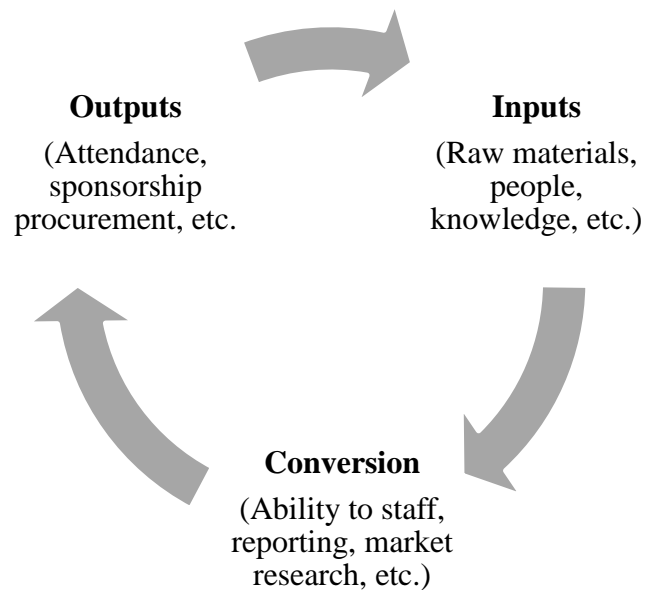 Outputs
(Attendance,
sponsorship
procurement, etc.
Inputs
(Raw materials,
people,
knowledge, etc.)
Conversion
(Ability to staff,
reporting, market
research, etc.)